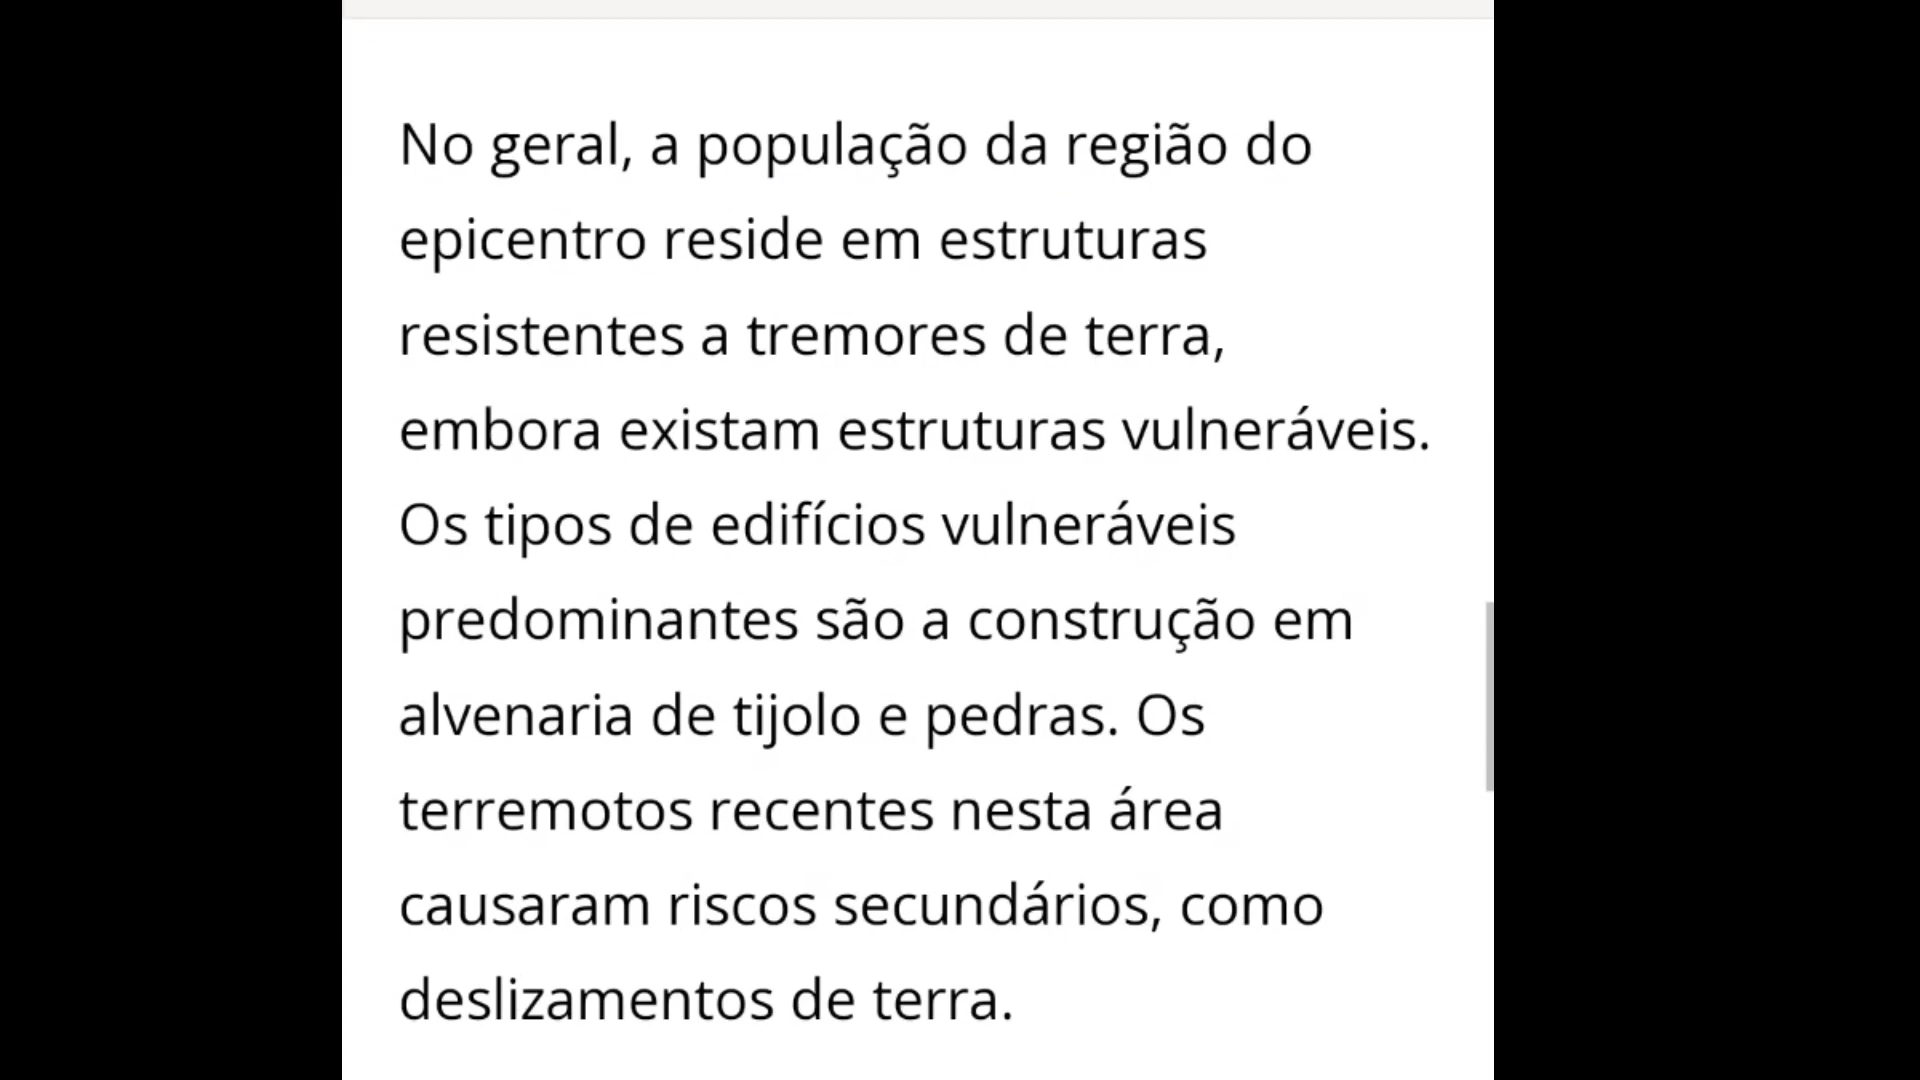 No geral, a população da região do
epicentro reside em estruturas
resistentes a tremores de terra,
embora existam estruturas vulneráveis.
Os tipos de edifícios vulneráveis
predominantes são a construção em
alvenaria de tijolo e pedras. Os
terremotos recentes nesta área
causaram riscos secundários, como
deslizamentos de terra.